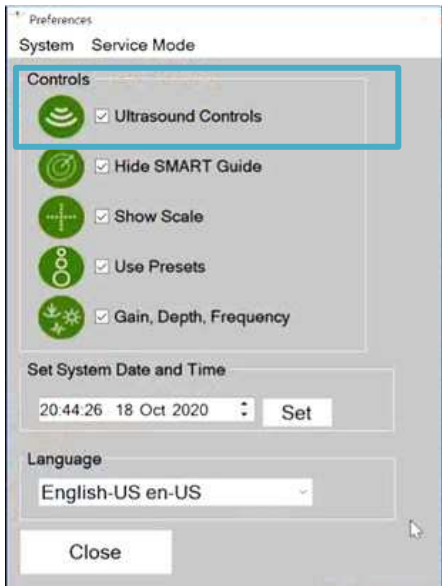 Preferences
System Service Mode
Controls
Ultrasound Controls
Hide SMART Guide
Show Scale
Use Presets
Gain, Depth, Frequency
Set System Date and Time
20:44:26 18 Oct 2020
Set
Language
English-US en-US
Close